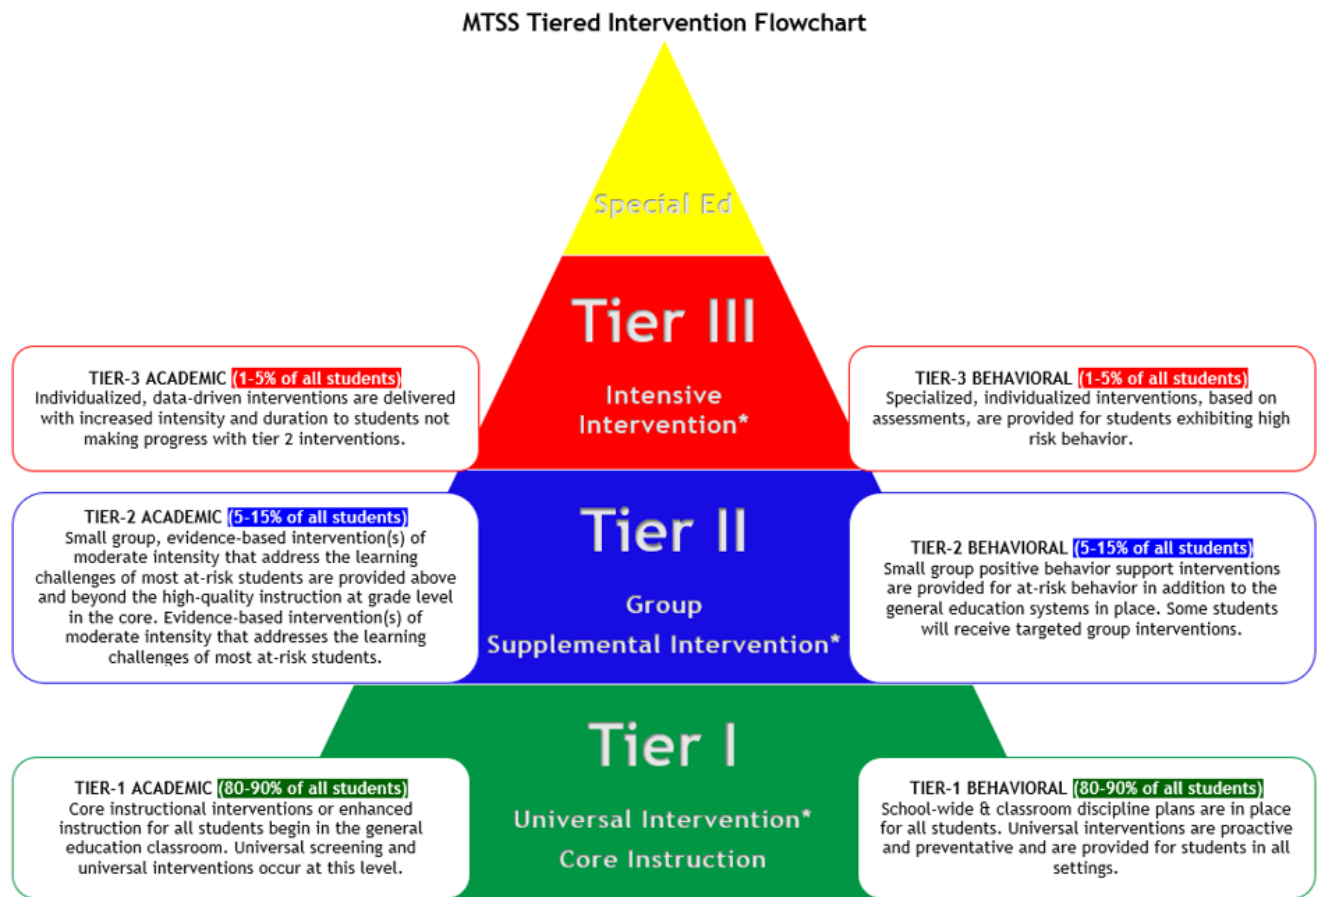 MTSS Tiered Intervention Flowchart
Special Ed
Tier III
Intensive
Intervention*
TIER-3 ACADEMIC (1-5% of all students)
Individualized, data-driven interventions are delivered
with increased intensity and duration to students not
making progress with tier 2 interventions.
TIER-3 BEHAVIORAL (1-5% of all students)
Specialized, individualized interventions, based on
assessments, are provided for students exhibiting high
risk behavior.
Tier II
Group
Supplemental Intervention*
TIER-2 ACADEMIC (5-15% of all students)
Small group, evidence-based intervention(s) of
moderate intensity that address the learning
challenges of most at-risk students are provided above
and beyond the high-quality instruction at grade level
in the core. Evidence-based intervention(s) of
moderate intensity that addresses the learning
challenges of most at-risk students.
TIER-2 BEHAVIORAL (5-15% of all students)
Small group positive behavior support interventions
are provided for at-risk behavior in addition to the
general education systems in place. Some students
will receive targeted group interventions.
Tier I
Universal Intervention*
Core Instruction
TIER-1 ACADEMIC (80-90% of all students)
Core instructional interventions or enhanced
instruction for all students begin in the general
education classroom. Universal screening and
universal interventions occur at this level.
TIER-1 BEHAVIORAL (80-90% of all students)
School-wide & classroom discipline plans are in place
for all students. Universal interventions are proactive
and preventative and are provided for students in all
settings.